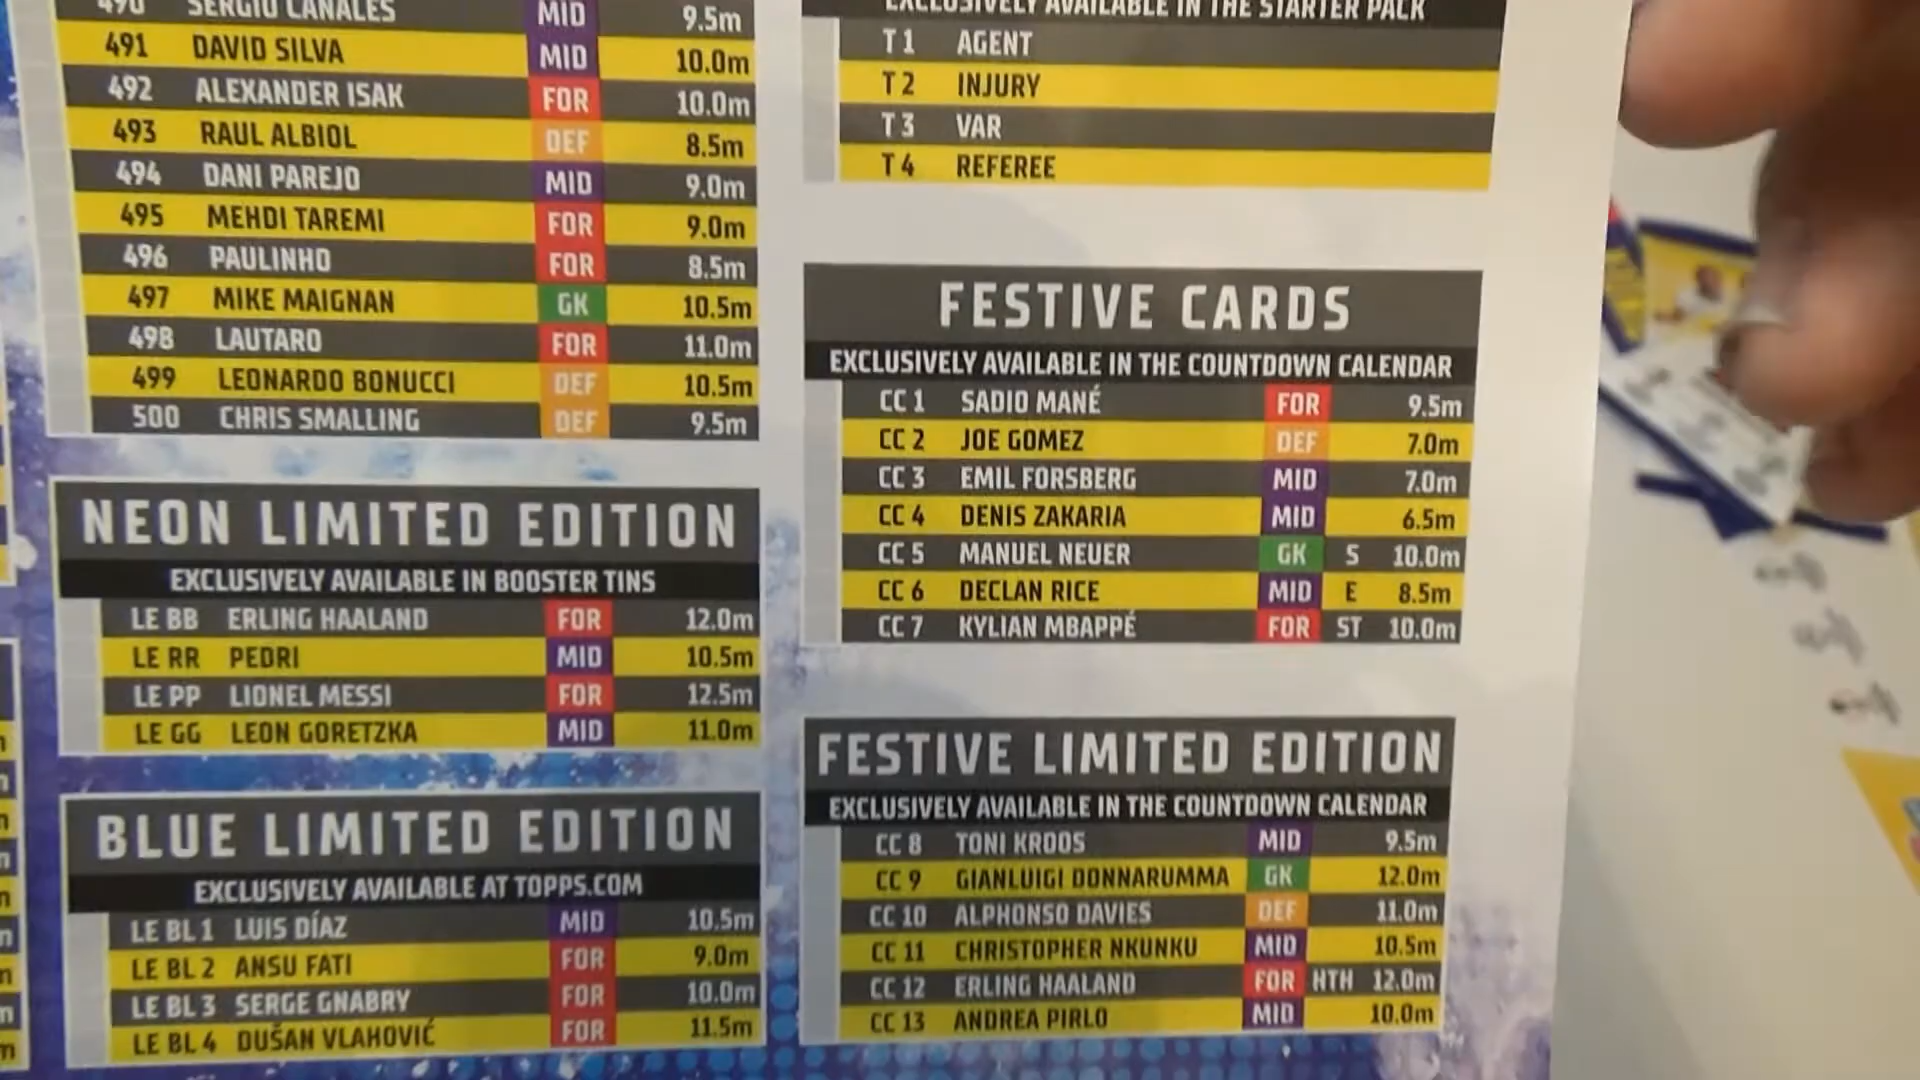 490 SERGIO CANALES MID 9.5m
491 DAVID SILVA MID 10.0m
492 ALEXANDER ISAK FOR 10.0m
493 RAUL ALBIOL DEF 8.5m
494 DANI PAREJO MID 9.0m
495 MEHDI TAREMI FOR 9.0m
496 PAULINHO FOR 8.5m
497 MIKE MAIGNAN GK 10.5m
498 LAUTARO FOR 11.0m
499 LEONARDO BONUCCI DEF 10.5m
500 CHRIS SMALLING DEF 9.5m
NEON LIMITED EDITION
EXCLUSIVELY AVAILABLE IN BOOSTER TINS
LE BB ERLING HAALAND FOR 12.0m
LE RR PEDRI MID 10.5m
LE PP LIONEL MESSI FOR 12.5m
LE GG LEON GORETZKA MID 11.0m
BLUE LIMITED EDITION
EXCLUSIVELY AVAILABLE AT TOPPS.COM
LE BL 1 LUIS DÍAZ MID 10.5m
LE BL 2 ANSU FATI FOR 9.0m
LE BL 3 SERGE GNABRY FOR 10.0m
LE BL 4 DUŠAN VLAHOVIĆ FOR 11.5m
EXCLUSIVELY AVAILABLE IN THE STARTER PACK
T 1 AGENT
T 2 INJURY
T 3 VAR
T 4 REFEREE
FESTIVE CARDS
EXCLUSIVELY AVAILABLE IN THE COUNTDOWN CALENDAR
CC 1 SADIO MANÉ FOR 9.5m
CC 2 JOE GOMEZ DEF 7.0m
CC 3 EMIL FORSBERG MID 7.0m
CC 4 DENIS ZAKARIA MID 6.5m
CC 5 MANUEL NEUER GK S 10.0m
CC 6 DECLAN RICE MID E 8.5m
CC 7 KYLIAN MBAPPÉ FOR ST 10.0m
FESTIVE LIMITED EDITION
EXCLUSIVELY AVAILABLE IN THE COUNTDOWN CALENDAR
CC 8 TONI KROOS MID 9.5m
CC 9 GIANLUIGI DONNARUMMA GK 12.0m
CC 10 ALPHONSO DAVIES DEF 11.0m
CC 11 CHRISTOPHER NKUNKU MID 10.5m
CC 12 ERLING HAALAND FOR HTH 12.0m
CC 13 ANDREA PIRLO MID 10.0m